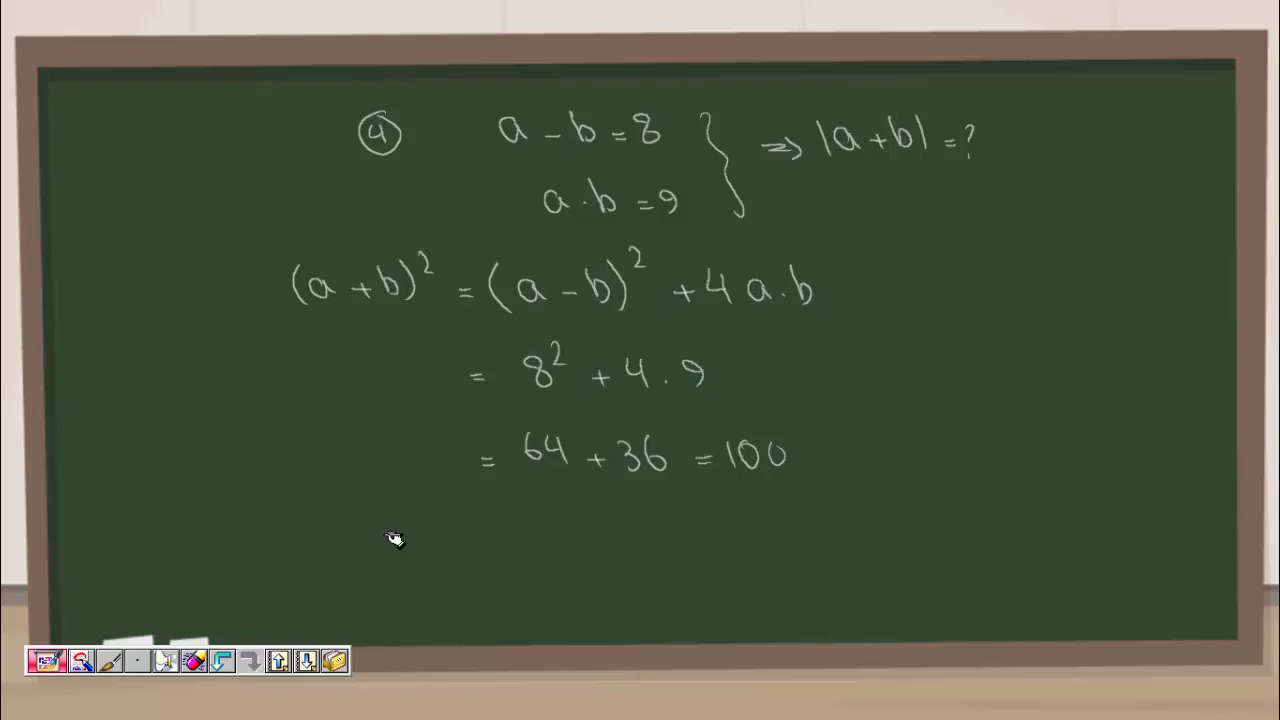 ④ a - b = 8 } ⇒ |a + b| = ?
a . b = 9
(a + b)² = (a - b)² + 4 a . b
= 8² + 4 . 9
= 64 + 36 = 100